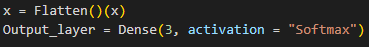 x = Flatten()(x)
Output_layer = Dense(3, activation = "Softmax")